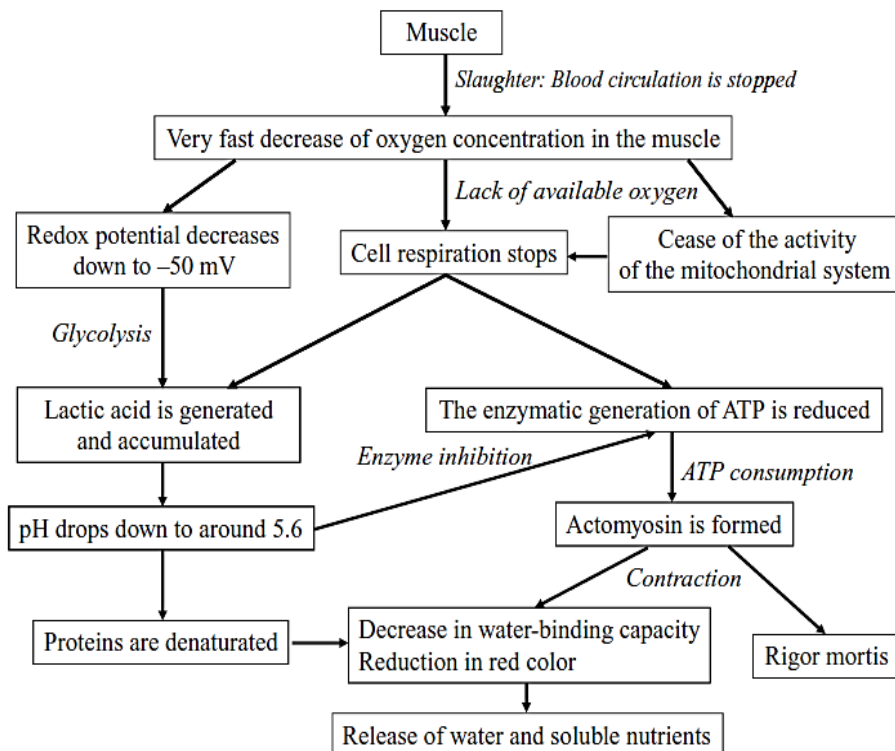 Muscle
Slaughter: Blood circulation is stopped
Very fast decrease of oxygen concentration in the muscle
Lack of available oxygen
Redox potential decreases
down to –50 mV
Cell respiration stops
Cease of the activity
of the mitochondrial system
Glycolysis
Lactic acid is generated
and accumulated
The enzymatic generation of ATP is reduced
Enzyme inhibition
ATP consumption
pH drops down to around 5.6
Actomyosin is formed
Contraction
Proteins are denaturated
Decrease in water-binding capacity
Reduction in red color
Rigor mortis
Release of water and soluble nutrients